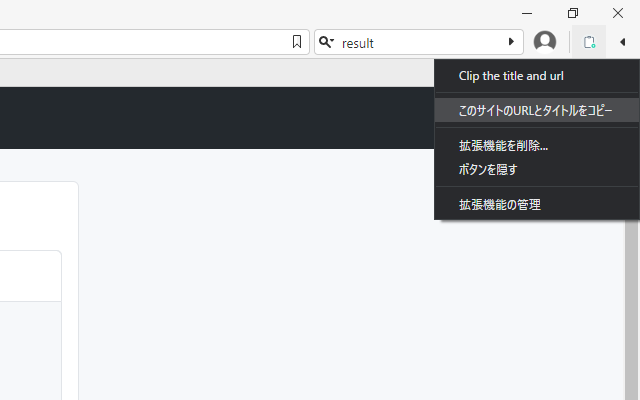 result
Clip the title and url
このサイトのURLとタイトルをコピー
拡張機能を削除...
ボタンを隠す
拡張機能の管理